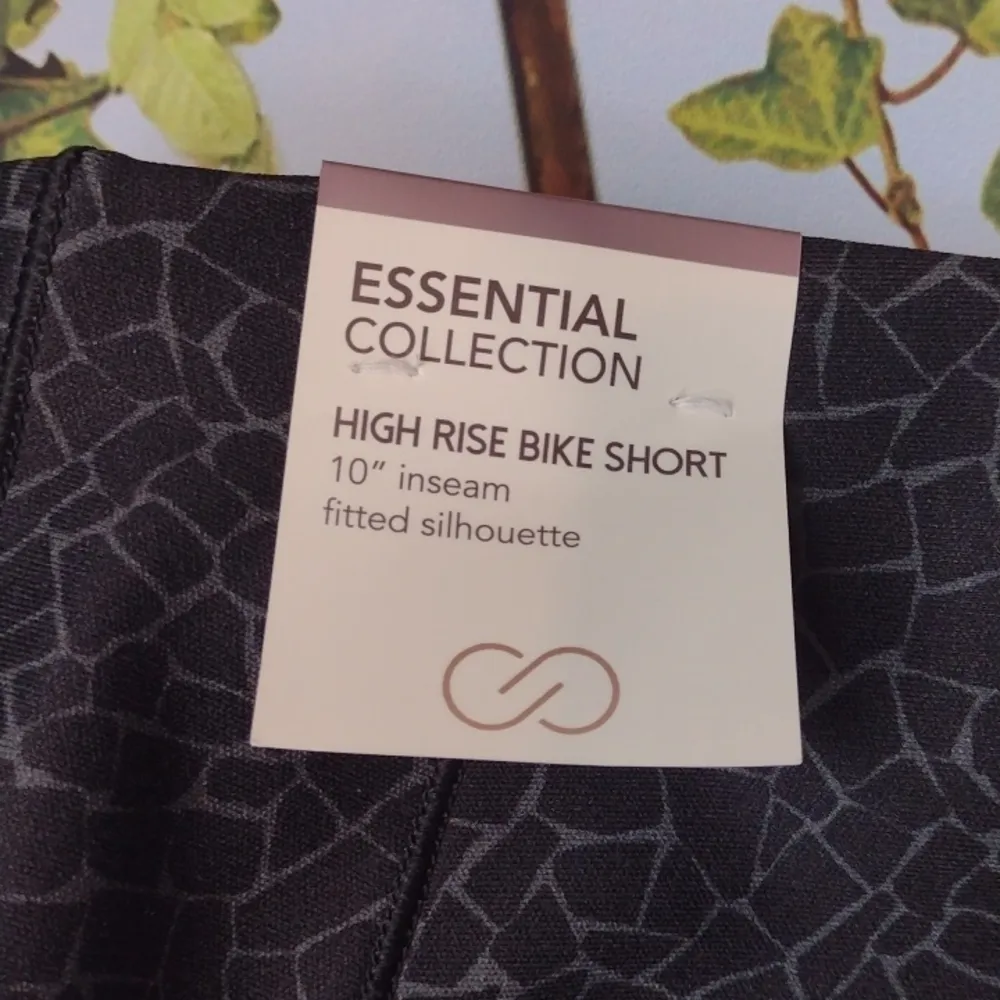 ESSENTIAL
COLLECTION
HIGH RISE BIKE SHORT
10" inseam
fitted silhouette